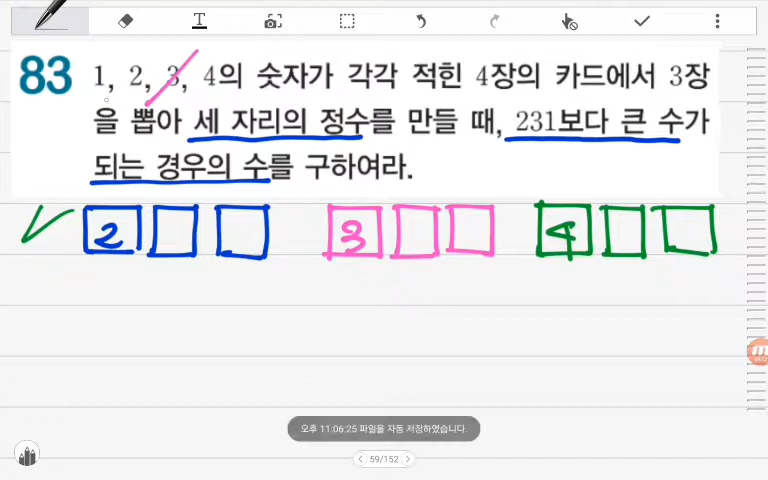 T
83 1, 2, 3, 4의 숫자가 각각 적힌 4장의 카드에서 3장
을 뽑아 세 자리의 정수를 만들 때, 231보다 큰 수가
되는 경우의 수를 구하여라.
2 3 4
오후 11:06:25 파일을 자동 저장하였습니다.
59/152